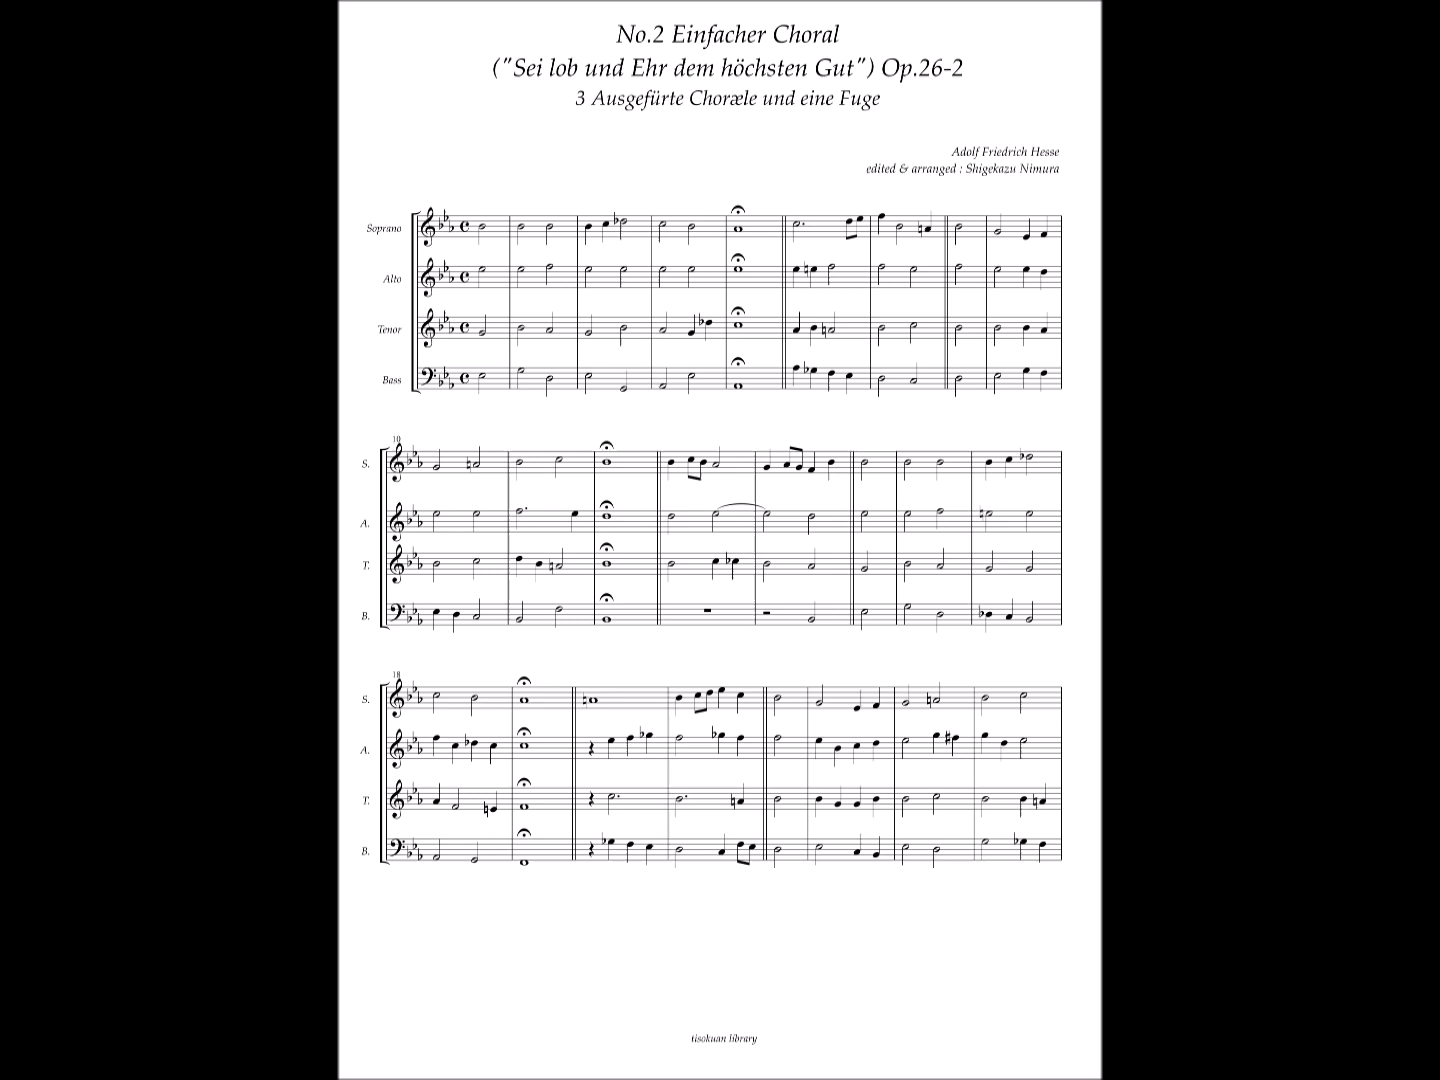 No.2 Einfacher Choral
("Sei lob und Ehr dem höchsten Gut") Op.26-2
3 Ausgefürte Choræle und eine Fuge
Adolf Friedrich Hesse
edited & arranged : Shigekazu Nimura
Soprano
Alto
Tenor
Bass
10
S.
A.
T.
B.
18
S.
A.
T.
B.
tisokuan library